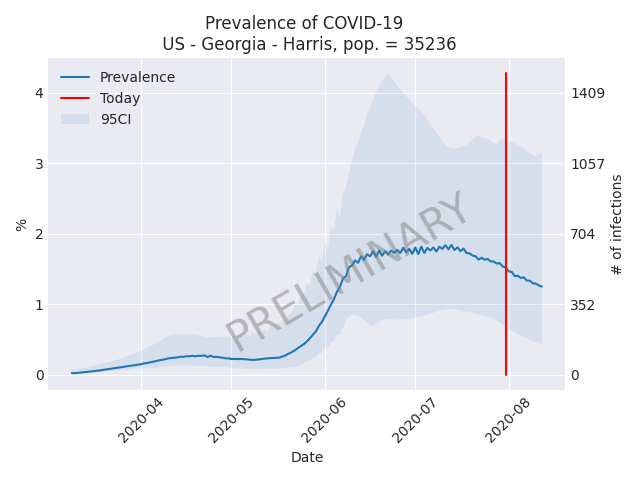 Prevalence of COVID-19
US - Georgia - Harris, pop. = 35236
Prevalence
Today
95CI
4
3
2
1
0
%
1409
1057
704
352
0
# of infections
PRELIMINARY
2020-04
2020-05
2020-06
2020-07
2020-08
Date